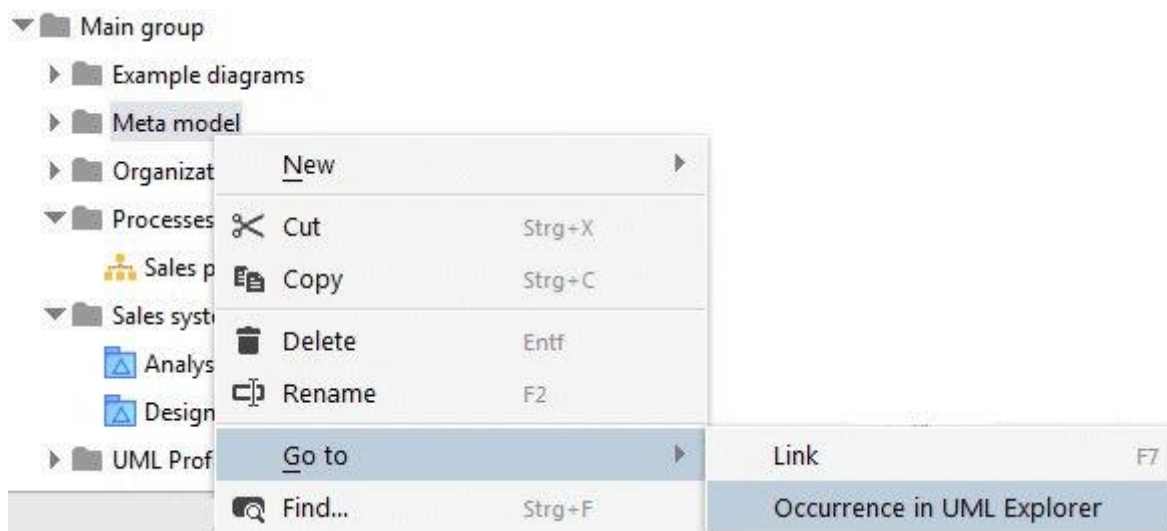 Main group
Example diagrams
Meta model
Organizat
Processes
Sales p
Sales syst
Analys
Design
UML Prof
New
Cut Strg+X
Copy Strg+C
Delete Entf
Rename F2
Go to
Find... Strg+F
Link F7
Occurrence in UML Explorer